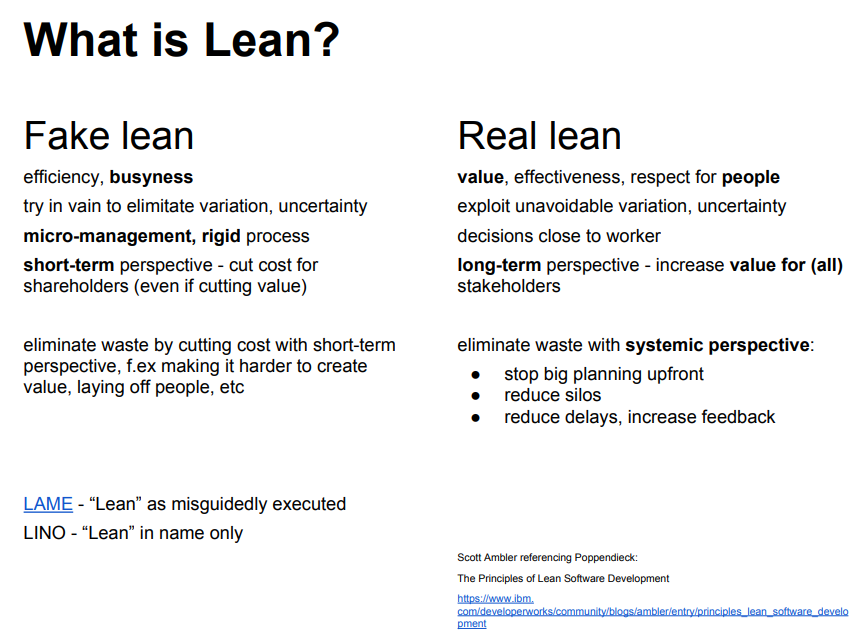 What is Lean?
Fake lean
efficiency, busyness
try in vain to elimitate variation, uncertainty
micro-management, rigid process
short-term perspective - cut cost for
shareholders (even if cutting value)
eliminate waste by cutting cost with short-term
perspective, f.ex making it harder to create
value, laying off people, etc
LAME - “Lean” as misguidedly executed
LINO - “Lean” in name only
Real lean
value, effectiveness, respect for people
exploit unavoidable variation, uncertainty
decisions close to worker
long-term perspective - increase value for (all)
stakeholders
eliminate waste with systemic perspective:
● stop big planning upfront
● reduce silos
● reduce delays, increase feedback
Scott Ambler referencing Poppendieck:
The Principles of Lean Software Development
https://www.ibm.
com/developerworks/community/blogs/ambler/entry/principles_lean_software_develo
pment